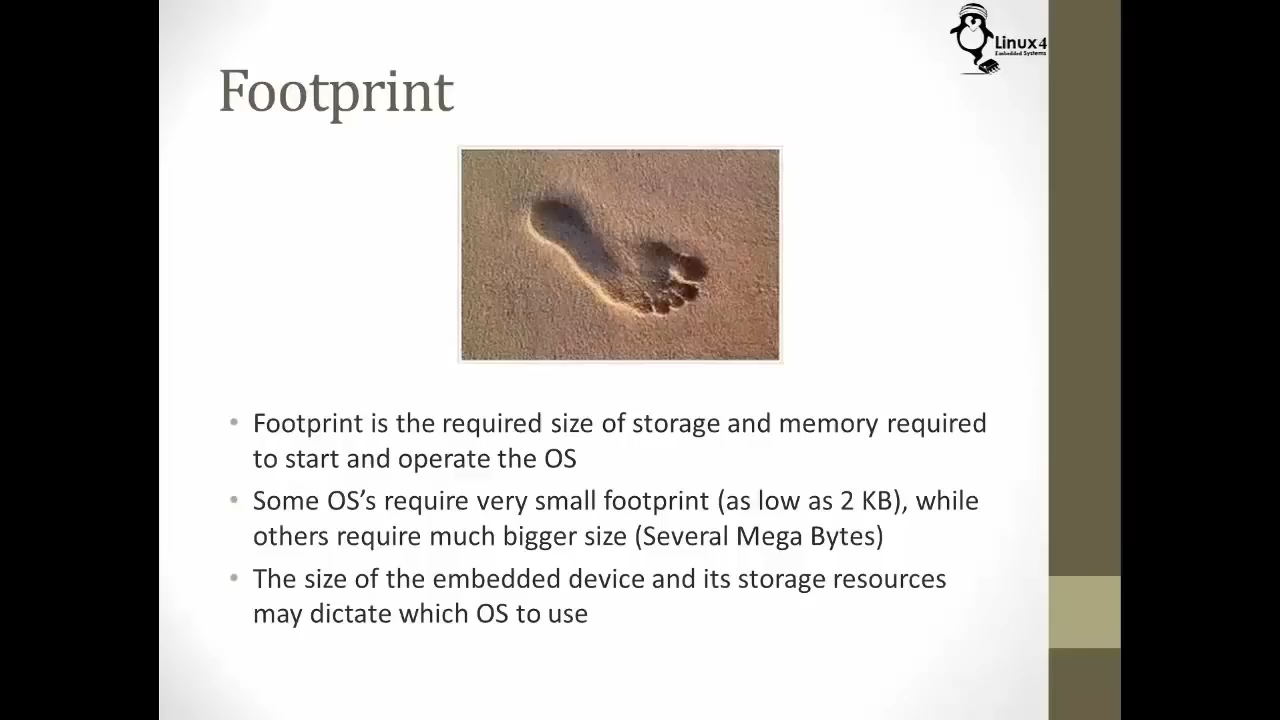 Linux4
Embedded Systems
Footprint
• Footprint is the required size of storage and memory required
to start and operate the OS
• Some OS’s require very small footprint (as low as 2 KB), while
others require much bigger size (Several Mega Bytes)
• The size of the embedded device and its storage resources
may dictate which OS to use